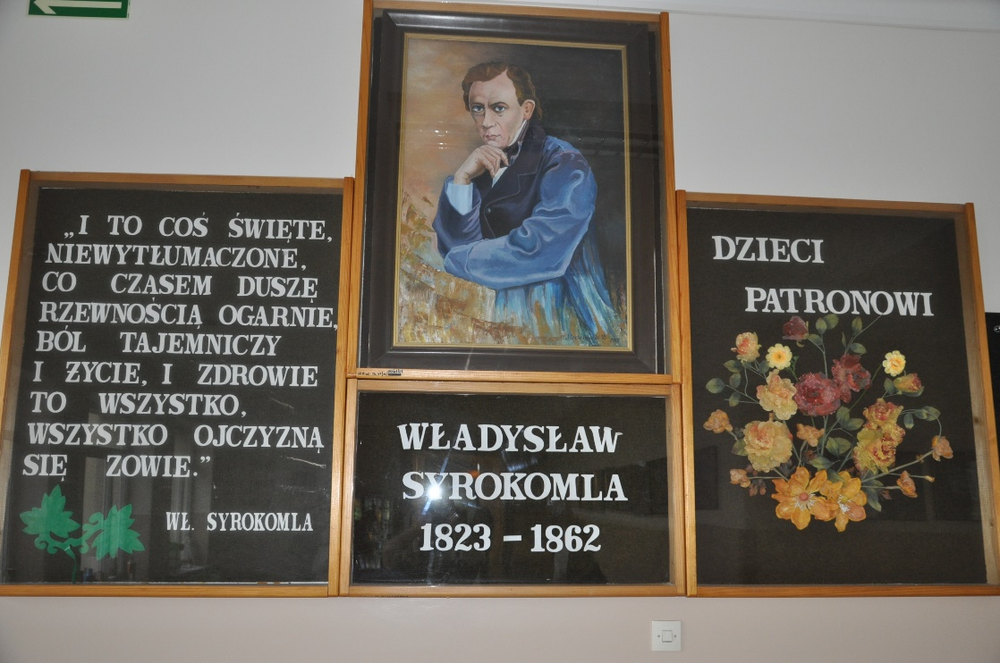 „I TO COŚ ŚWIĘTE,
NIEWYTŁUMACZONE,
CO CZASEM DUSZĘ
RZEWNOŚCIĄ OGARNIE,
BÓL TAJEMNICZY
I ŻYCIE, I ZDROWIE
TO WSZYSTKO,
WSZYSTKO OJCZYZNĄ
SIĘ ZOWIE.”
WŁ. SYROKOMLA
WŁADYSŁAW
SYROKOMLA
1823 – 1862
DZIECI
PATRONOWI